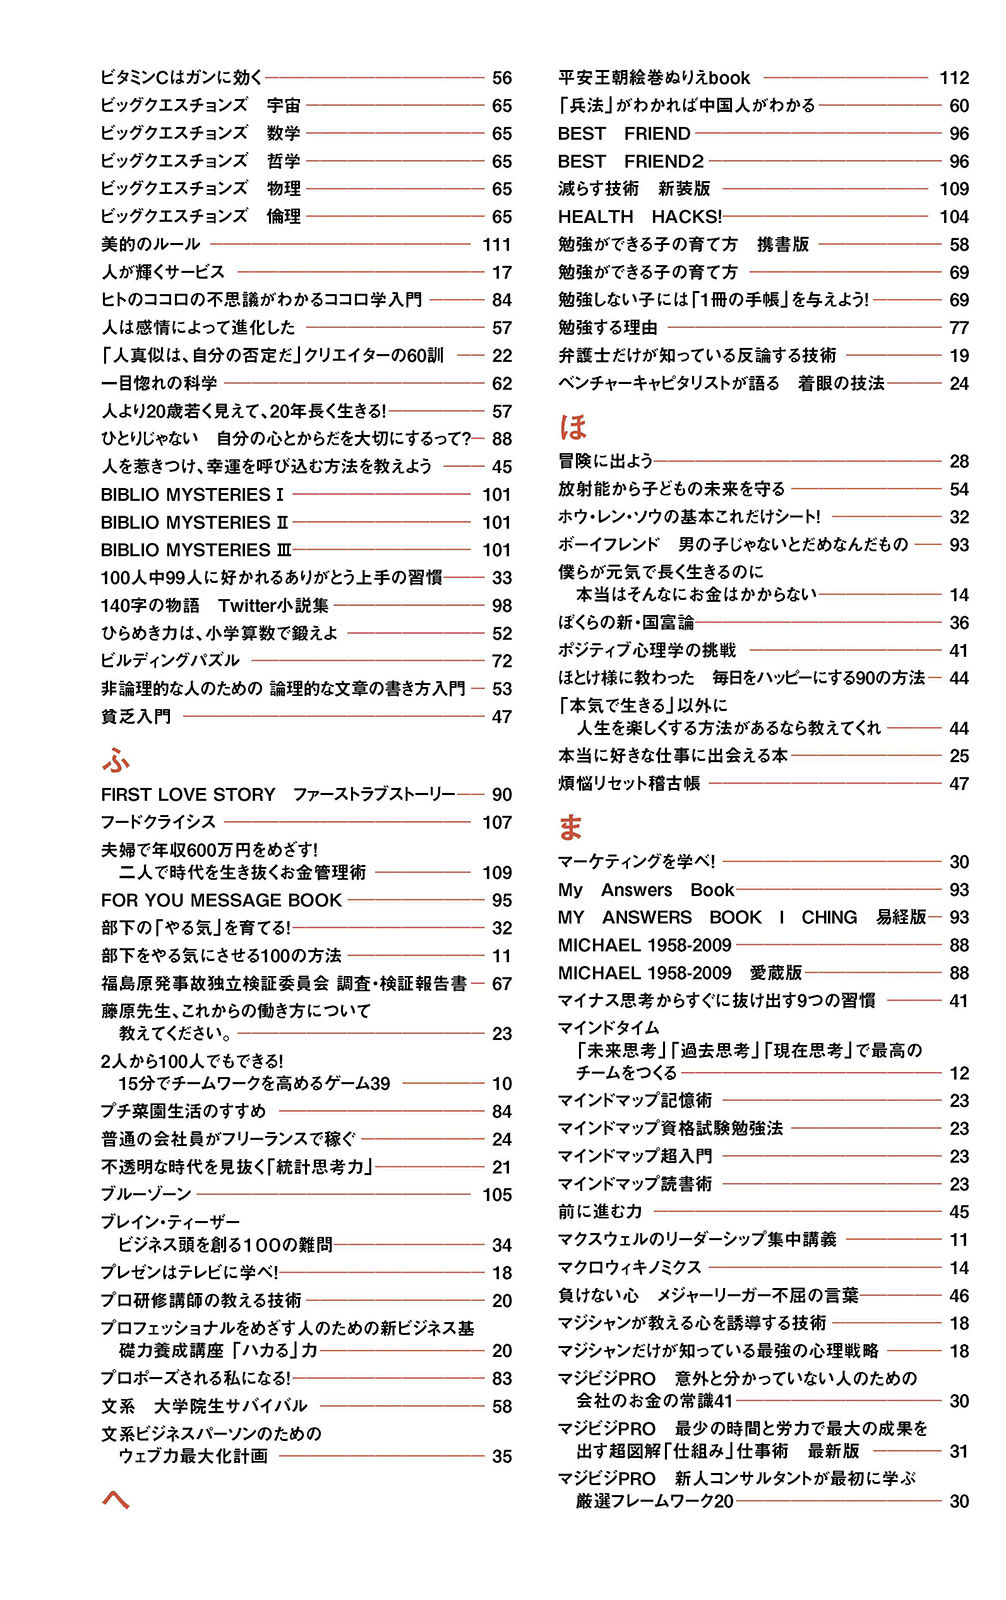 ビタミンCはガンに効く 56
ビッグクエスチョンズ　宇宙 65
ビッグクエスチョンズ　数学 65
ビッグクエスチョンズ　哲学 65
ビッグクエスチョンズ　物理 65
ビッグクエスチョンズ　倫理 65
美的のルール 111
人が輝くサービス 17
ヒトのココロの不思議がわかるココロ学入門 84
人は感情によって進化した 57
「人真似は、自分の否定だ」クリエイターの60訓 22
一目惚れの科学 62
人より20歳若く見えて、20年長く生きる! 57
ひとりじゃない　自分の心とからだを大切にするって? 88
人を惹きつけ、幸運を呼び込む方法を教えよう 45
BIBLIO MYSTERIES Ⅰ 101
BIBLIO MYSTERIES Ⅱ 101
BIBLIO MYSTERIES Ⅲ 101
100人中99人に好かれるありがとう上手の習慣 33
140字の物語　Twitter小説集 98
ひらめき力は、小学算数で鍛えよ 52
ビルディングパズル 72
非論理的な人のための 論理的な文章の書き方入門 53
貧乏入門 47
ふ
FIRST LOVE STORY　ファーストラブストーリー 90
フードクライシス 107
夫婦で年収600万円をめざす!
二人で時代を生き抜くお金管理術 109
FOR YOU MESSAGE BOOK 95
部下の「やる気」を育てる! 32
部下をやる気にさせる100の方法 11
福島原発事故独立検証委員会 調査・検証報告書 67
藤原先生、これからの働き方について
教えてください。 23
2人から100人でもできる!
15分でチームワークを高めるゲーム39 10
プチ菜園生活のすすめ 84
普通の会社員がフリーランスで稼ぐ 24
不透明な時代を見抜く「統計思考力」 21
ブルーゾーン 105
ブレイン・ティーザー
ビジネス頭を創る100の難問 34
プレゼンはテレビに学べ! 18
プロ研修講師の教える技術 20
プロフェッショナルをめざす人のための新ビジネス基
礎力養成講座 「ハカる」力 20
プロポーズされる私になる! 83
文系　大学院生サバイバル 58
文系ビジネスパーソンのための
ウェブ力最大化計画 35
へ
平安王朝絵巻ぬりえbook 112
「兵法」がわかれば中国人がわかる 60
BEST　FRIEND 96
BEST　FRIEND2 96
減らす技術　新装版 109
HEALTH　HACKS! 104
勉強ができる子の育て方　携書版 58
勉強ができる子の育て方 69
勉強しない子には「1冊の手帳」を与えよう! 69
勉強する理由 77
弁護士だけが知っている反論する技術 19
ベンチャーキャピタリストが語る　着眼の技法 24
ほ
冒険に出よう 28
放射能から子どもの未来を守る 54
ホウ・レン・ソウの基本これだけシート! 32
ボーイフレンド　男の子じゃないとだめなんだもの 93
僕らが元気で長く生きるのに
本当はそんなにお金はかからない 14
ぼくらの新・国富論 36
ポジティブ心理学の挑戦 41
ほとけ様に教わった　毎日をハッピーにする90の方法 44
「本気で生きる」以外に
人生を楽しくする方法があるなら教えてくれ 44
本当に好きな仕事に出会える本 25
煩悩リセット稽古帳 47
ま
マーケティングを学べ! 30
My　Answers　Book 93
MY　ANSWERS　BOOK　I　CHING　易経版 93
MICHAEL 1958-2009 88
MICHAEL 1958-2009　愛蔵版 88
マイナス思考からすぐに抜け出す9つの習慣 41
マインドタイム
「未来思考」「過去思考」「現在思考」で最高の
チームをつくる 12
マインドマップ記憶術 23
マインドマップ資格試験勉強法 23
マインドマップ超入門 23
マインドマップ読書術 23
前に進む力 45
マクスウェルのリーダーシップ集中講義 11
マクロウィキノミクス 14
負けない心　メジャーリーガー不屈の言葉 46
マジシャンが教える心を誘導する技術 18
マジシャンだけが知っている最強の心理戦略 18
マジビジPRO　意外と分かっていない人のための
会社のお金の常識41 30
マジビジPRO　最少の時間と労力で最大の成果を
出す超図解「仕組み」仕事術　最新版 31
マジビジPRO　新人コンサルタントが最初に学ぶ
厳選フレームワーク20 30